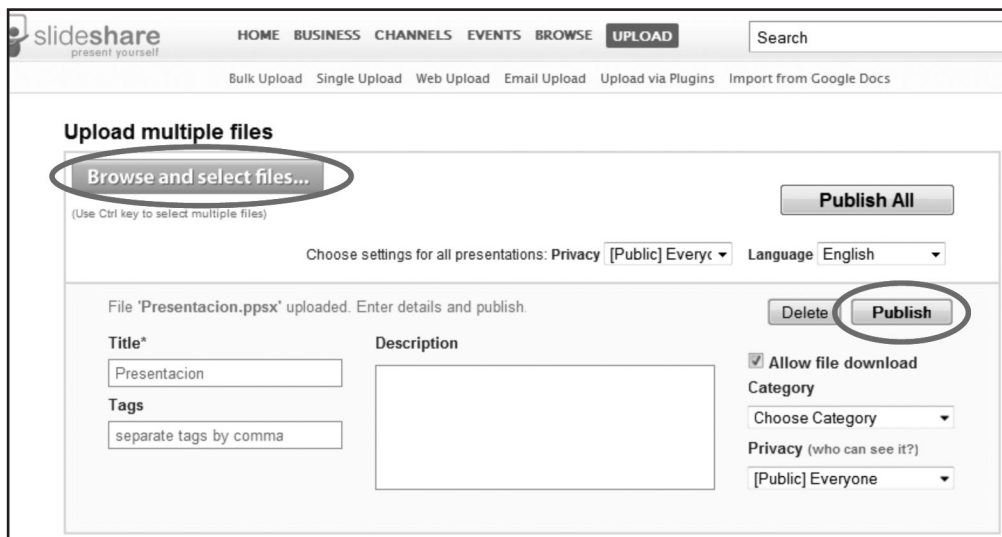 slideshare
present yourself
HOME BUSINESS CHANNELS EVENTS BROWSE UPLOAD Search
Bulk Upload Single Upload Web Upload Email Upload Upload via Plugins Import from Google Docs
Upload multiple files
Browse and select files...
(Use Ctrl key to select multiple files)
Publish All
Choose settings for all presentations: Privacy [Public] Everyc Language English
File 'Presentacion.ppsx' uploaded. Enter details and publish.
Delete Publish
Title* Description
Presentacion
Allow file download
Category
Tags
separate tags by comma
Choose Category
Privacy (who can see it?)
[Public] Everyone